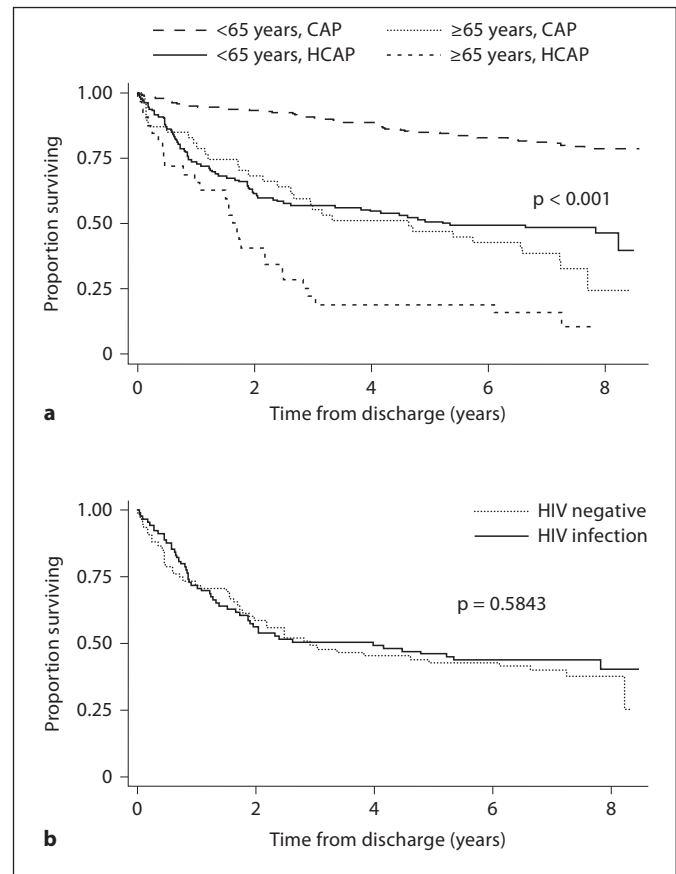 <65 years, CAP ≥65 years, CAP
<65 years, HCAP ≥65 years, HCAP
1.00
0.75
0.50
0.25
0
Proportion surviving
p < 0.001
0 2 4 6 8
Time from discharge (years)
a
1.00
0.75
0.50
0.25
0
Proportion surviving
HIV negative
HIV infection
p = 0.5843
0 2 4 6 8
Time from discharge (years)
b